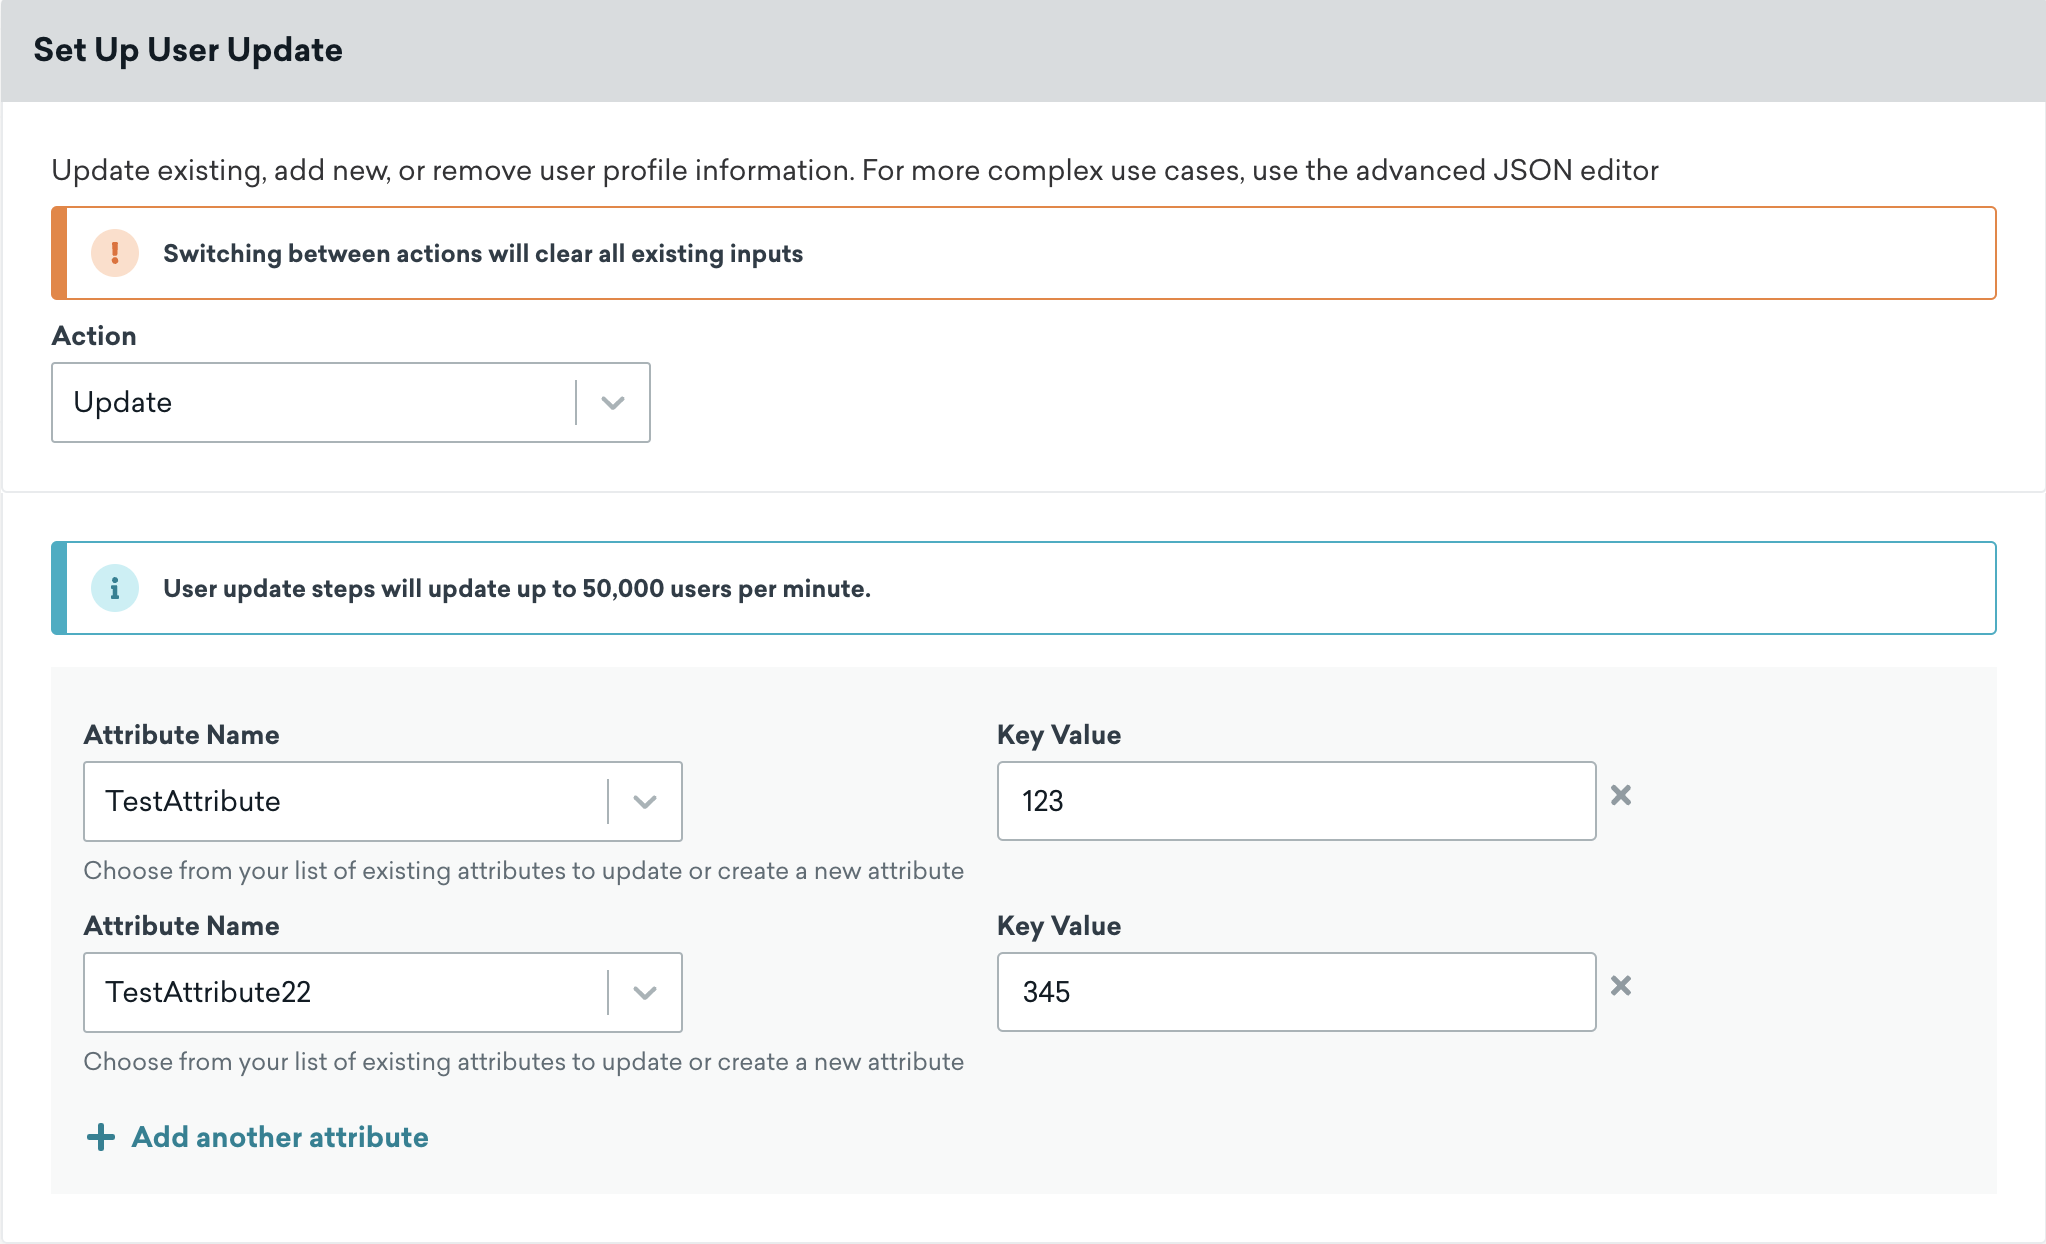 Set Up User Update
Update existing, add new, or remove user profile information. For more complex use cases, use the advanced JSON editor
Switching between actions will clear all existing inputs
Action
Update
User update steps will update up to 50,000 users per minute.
Attribute Name
Key Value
TestAttribute
123
Choose from your list of existing attributes to update or create a new attribute
Attribute Name
Key Value
TestAttribute22
345
Choose from your list of existing attributes to update or create a new attribute
Add another attribute